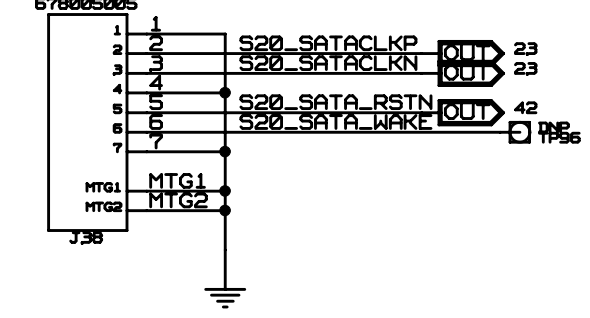 678005005
1 1
2 2 S20_SATACLKP OUT 23
3 3 S20_SATACLKN OUT 23
4 4
5 5 S20_SATA_RSTN OUT 42
6 6 S20_SATA_WAKE DNP
TP96
7 7
MTG1 MTG1
MTG2 MTG2
J38